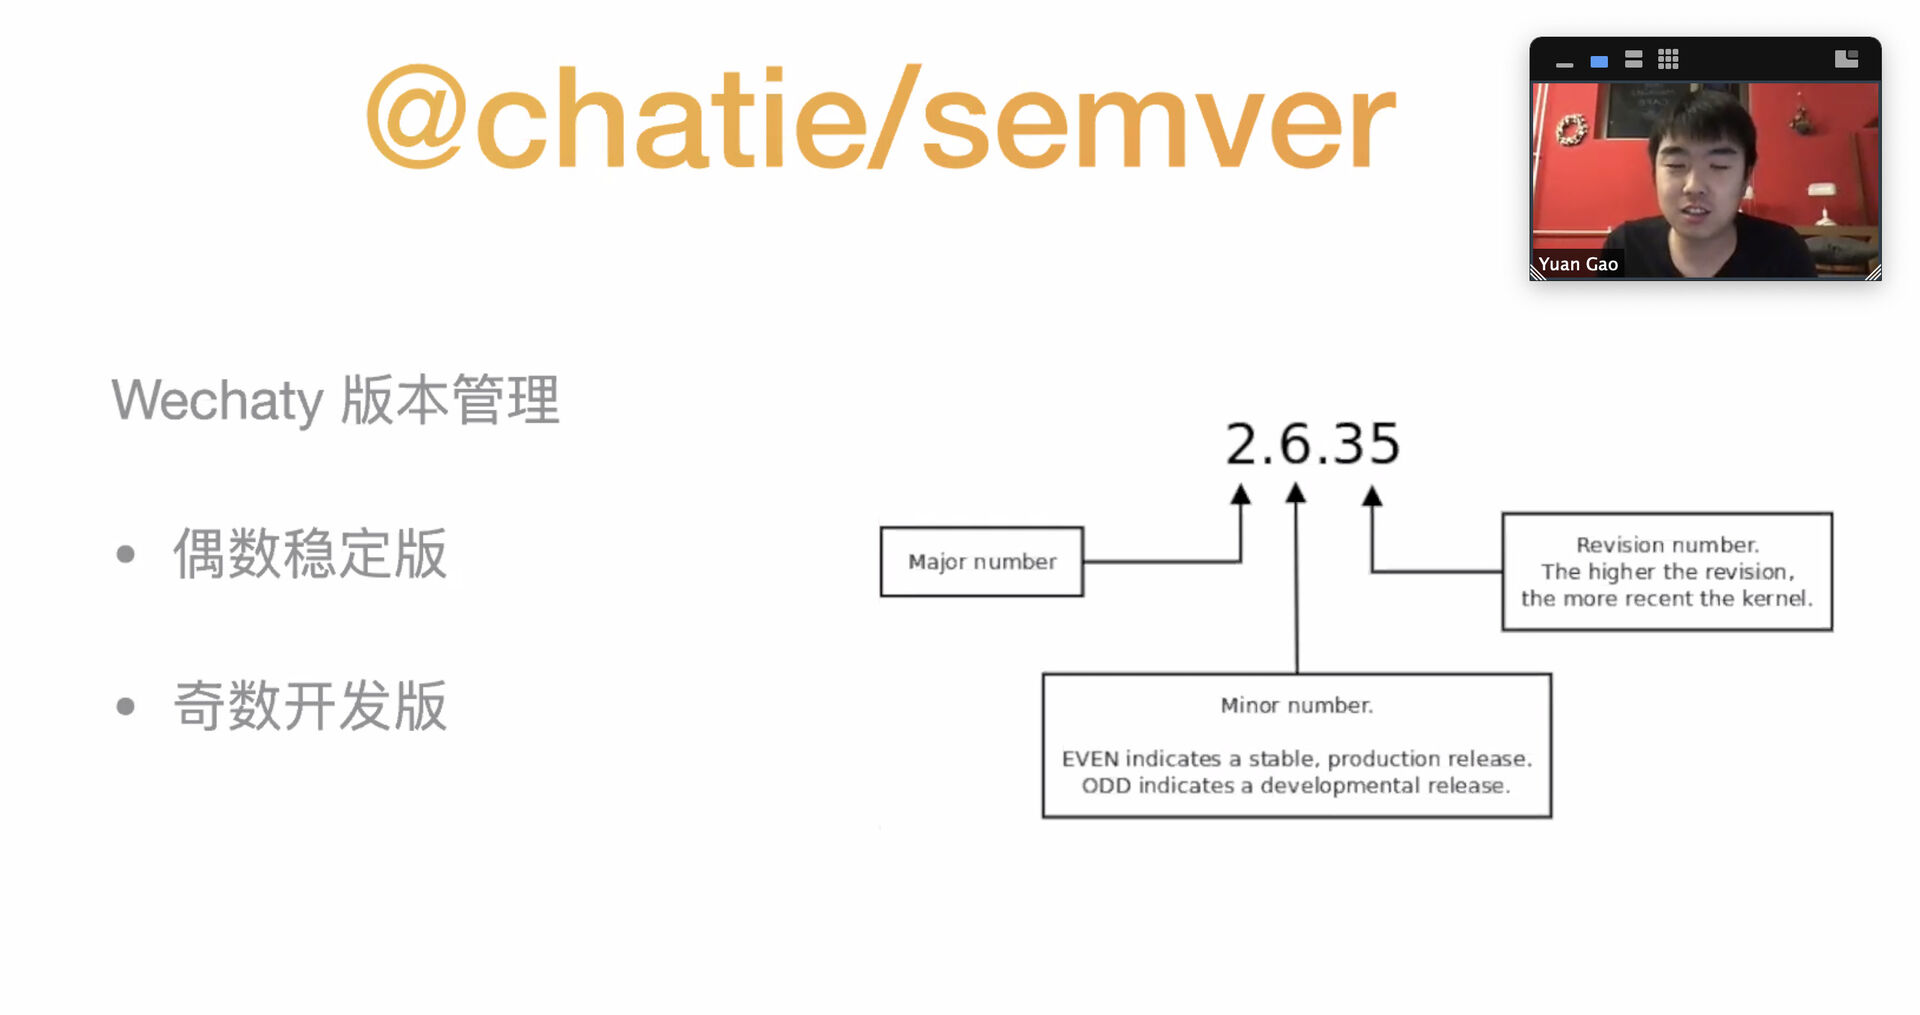 @chatie/semver
Yuan Gao
Wechaty 版本管理
• 偶数稳定版
• 奇数开发版
2.6.35
Major number
Revision number.
The higher the revision,
the more recent the kernel.
Minor number.
EVEN indicates a stable, production release.
ODD indicates a developmental release.